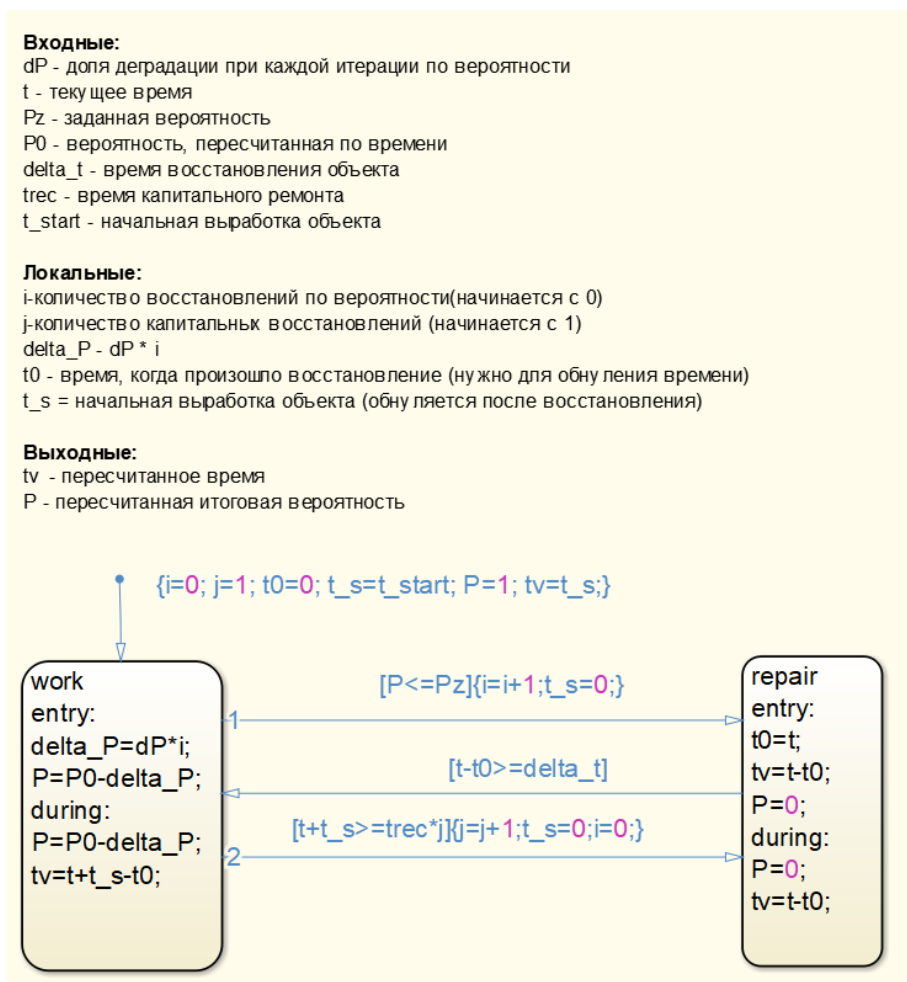 Входные:
dP - доля деградации при каждой итерации по вероятности
t - текущее время
Pz - заданная вероятность
P0 - вероятность, пересчитанная по времени
delta_t - время восстановления объекта
trec - время капитального ремонта
t_start - начальная выработка объекта
Локальные:
i-количество восстановлений по вероятности(начинается с 0)
j-количество капитальных восстановлений (начинается с 1)
delta_P - dP * i
t0 - время, когда произошло восстановление (нужно для обнуления времени)
t_s = начальная выработка объекта (обнуляется после восстановления)
Выходные:
tv - пересчитанное время
P - пересчитанная итоговая вероятность
{i=0; j=1; t0=0; t_s=t_start; P=1; tv=t_s;}
work
entry:
delta_P=dP*i;
P=P0-delta_P;
during:
P=P0-delta_P;
tv=t+t_s-t0;
[P<=Pz]{i=i+1;t_s=0;}
1
[t-t0>=delta_t]
[t+t_s>=trec*j]{j=j+1;t_s=0;i=0;}
2
repair
entry:
t0=t;
tv=t-t0;
P=0;
during:
P=0;
tv=t-t0;